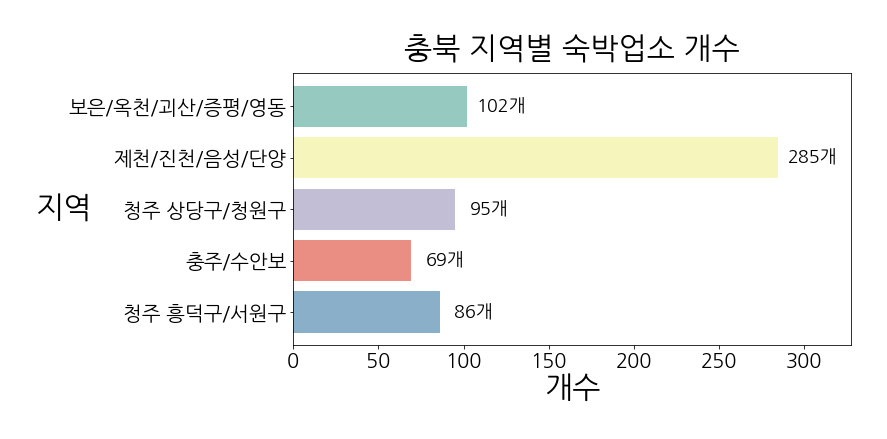 충북 지역별 숙박업소 개수
보은/옥천/괴산/증평/영동
102개
제천/진천/음성/단양
285개
지역
청주 상당구/청원구
95개
충주/수안보
69개
청주 흥덕구/서원구
86개
0 50 100 150 200 250 300
개수